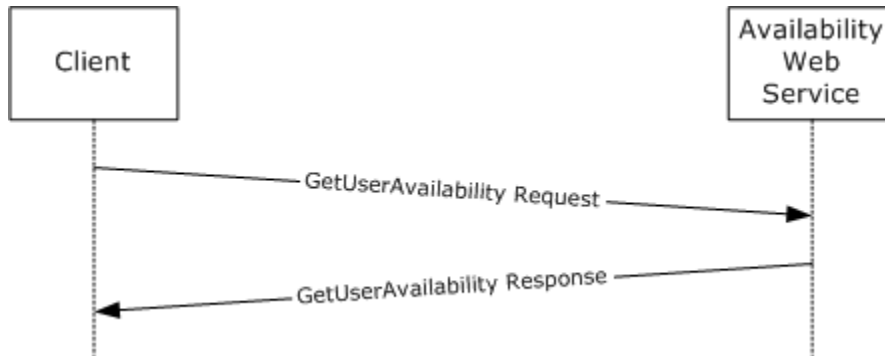 Client
Availability
Web
Service
GetUserAvailability Request
GetUserAvailability Response